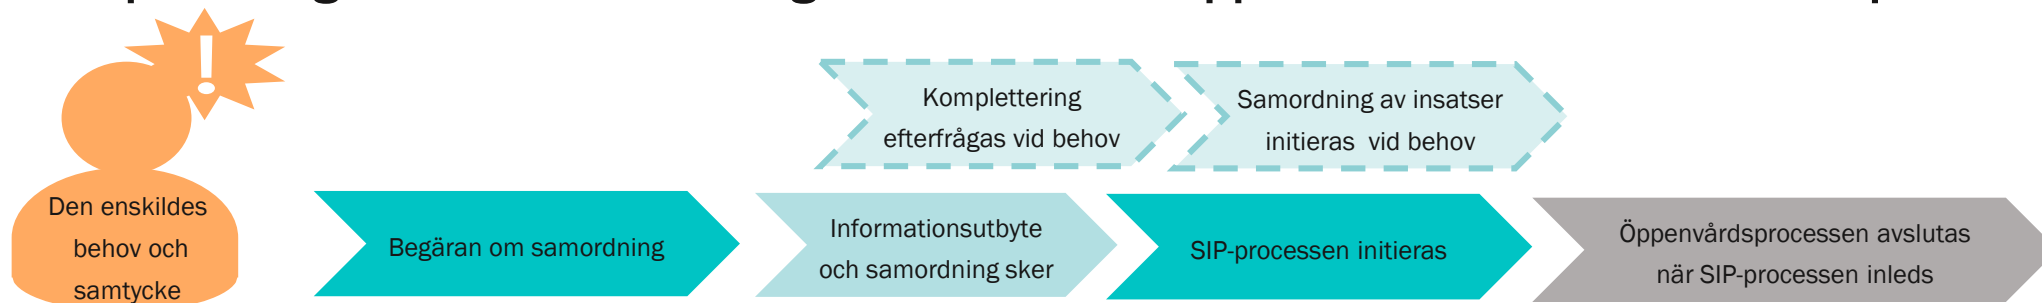 Komplettering
efterfrågas vid behov
Samordning av insatser
initieras vid behov
Den enskildes
behov och
samtycke
Begäran om samordning
Informationsutbyte
och samordning sker
SIP-processen initieras
Öppenvårdsprocessen avslutas
när SIP-processen inleds